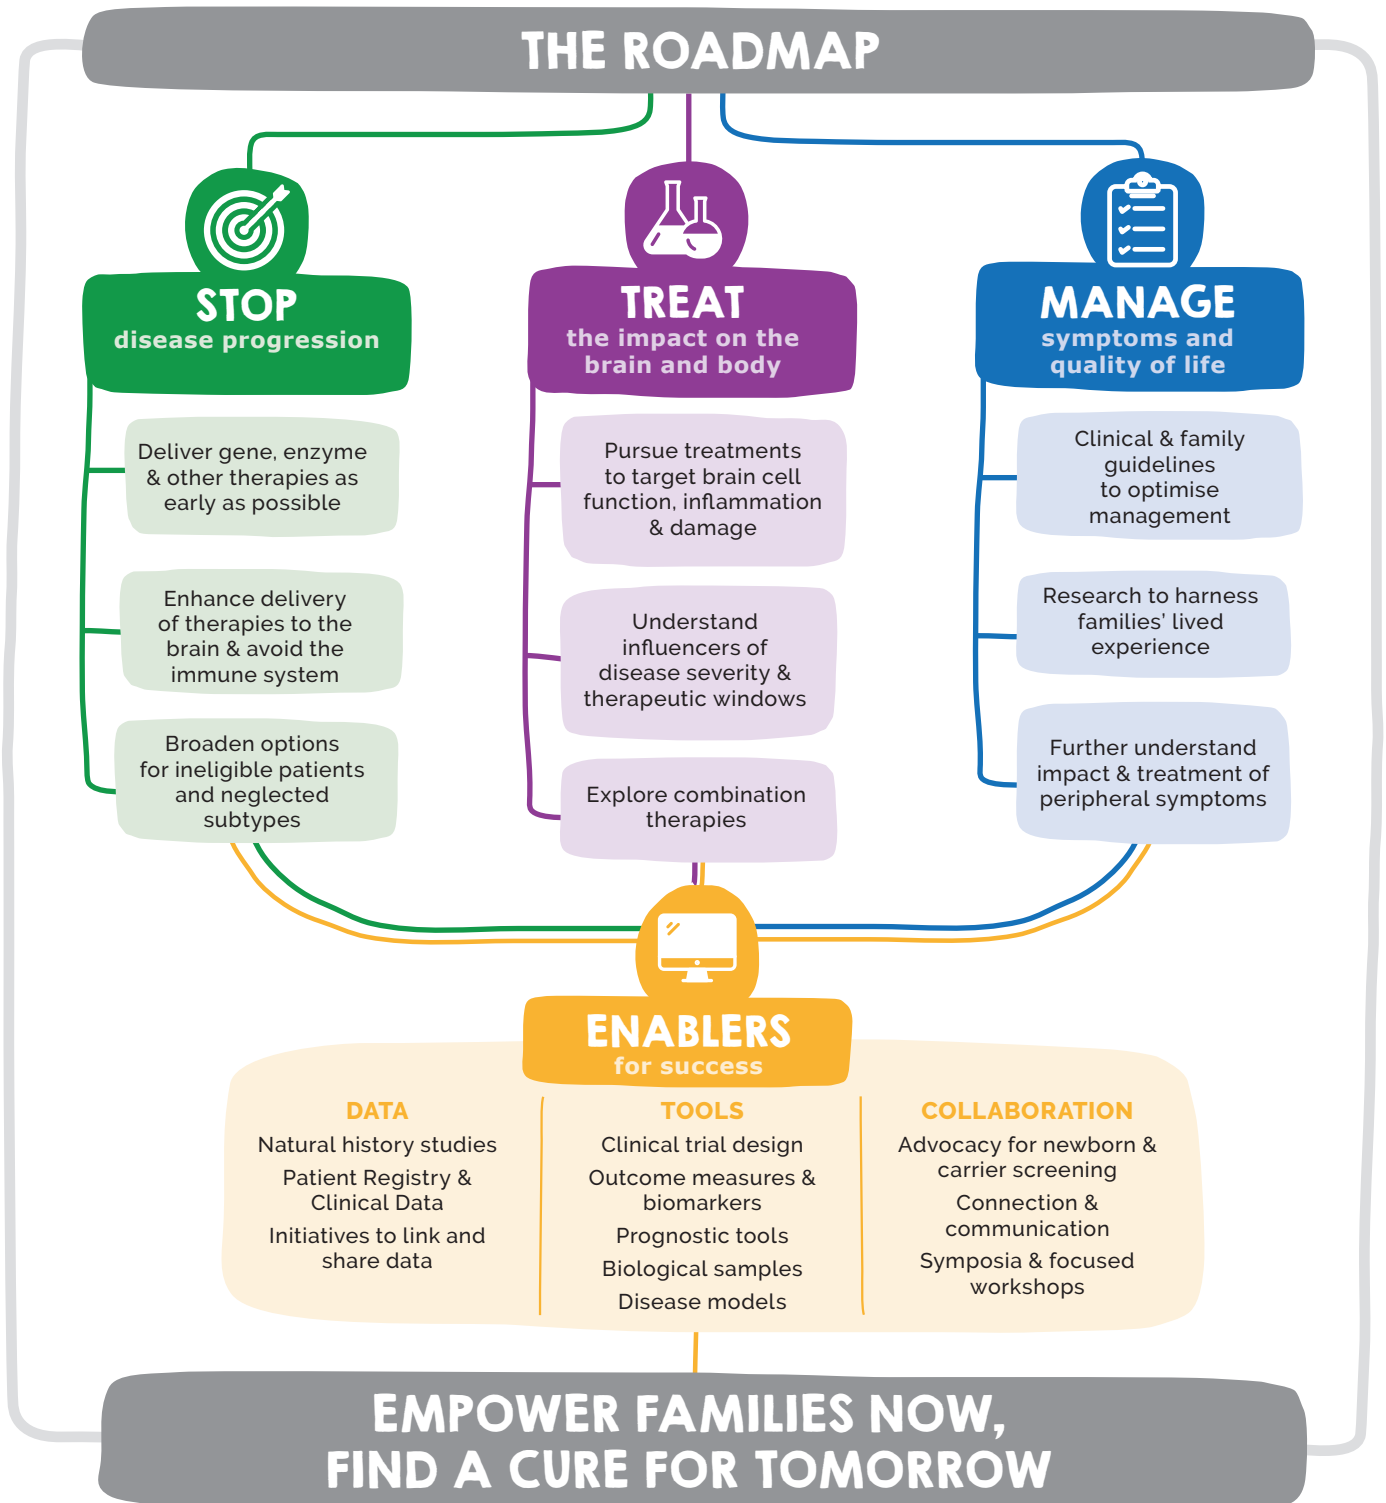 THE ROADMAP
STOP
disease progression
Deliver gene, enzyme
& other therapies as
early as possible
Enhance delivery
of therapies to the
brain & avoid the
immune system
Broaden options
for ineligible patients
and neglected
subtypes
TREAT
the impact on the
brain and body
Pursue treatments
to target brain cell
function, inflammation
& damage
Understand
influencers of
disease severity &
therapeutic windows
Explore combination
therapies
MANAGE
symptoms and
quality of life
Clinical & family
guidelines
to optimise
management
Research to harness
families' lived
experience
Further understand
impact & treatment of
peripheral symptoms
ENABLERS
for success
DATA
Natural history studies
Patient Registry &
Clinical Data
Initiatives to link and
share data
TOOLS
Clinical trial design
Outcome measures &
biomarkers
Prognostic tools
Biological samples
Disease models
COLLABORATION
Advocacy for newborn &
carrier screening
Connection &
communication
Symposia & focused
workshops
EMPOWER FAMILIES NOW,
FIND A CURE FOR TOMORROW